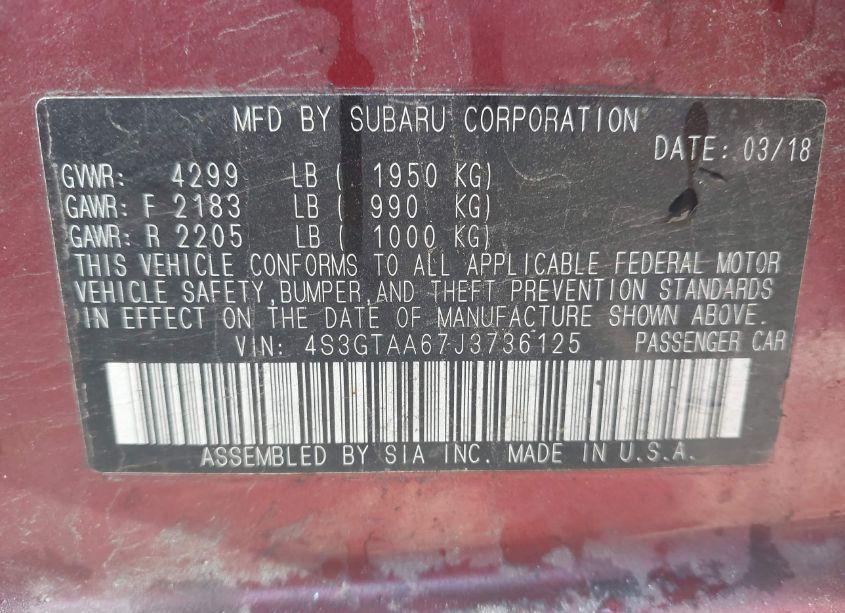 MFD BY SUBARU CORPORATION
DATE: 03/18
GVWR: 4299 LB ( 1950 KG)
GAWR: F 2183 LB ( 990 KG)
GAWR: R 2205 LB ( 1000 KG)
THIS VEHICLE CONFORMS TO ALL APPLICABLE FEDERAL MOTOR
VEHICLE SAFETY,BUMPER,AND THEFT PREVENTION STANDARDS
IN EFFECT ON THE DATE OF MANUFACTURE SHOWN ABOVE.
VIN: 4S3GTAA67J3736125 PASSENGER CAR
ASSEMBLED BY SIA INC. MADE IN U.S.A.